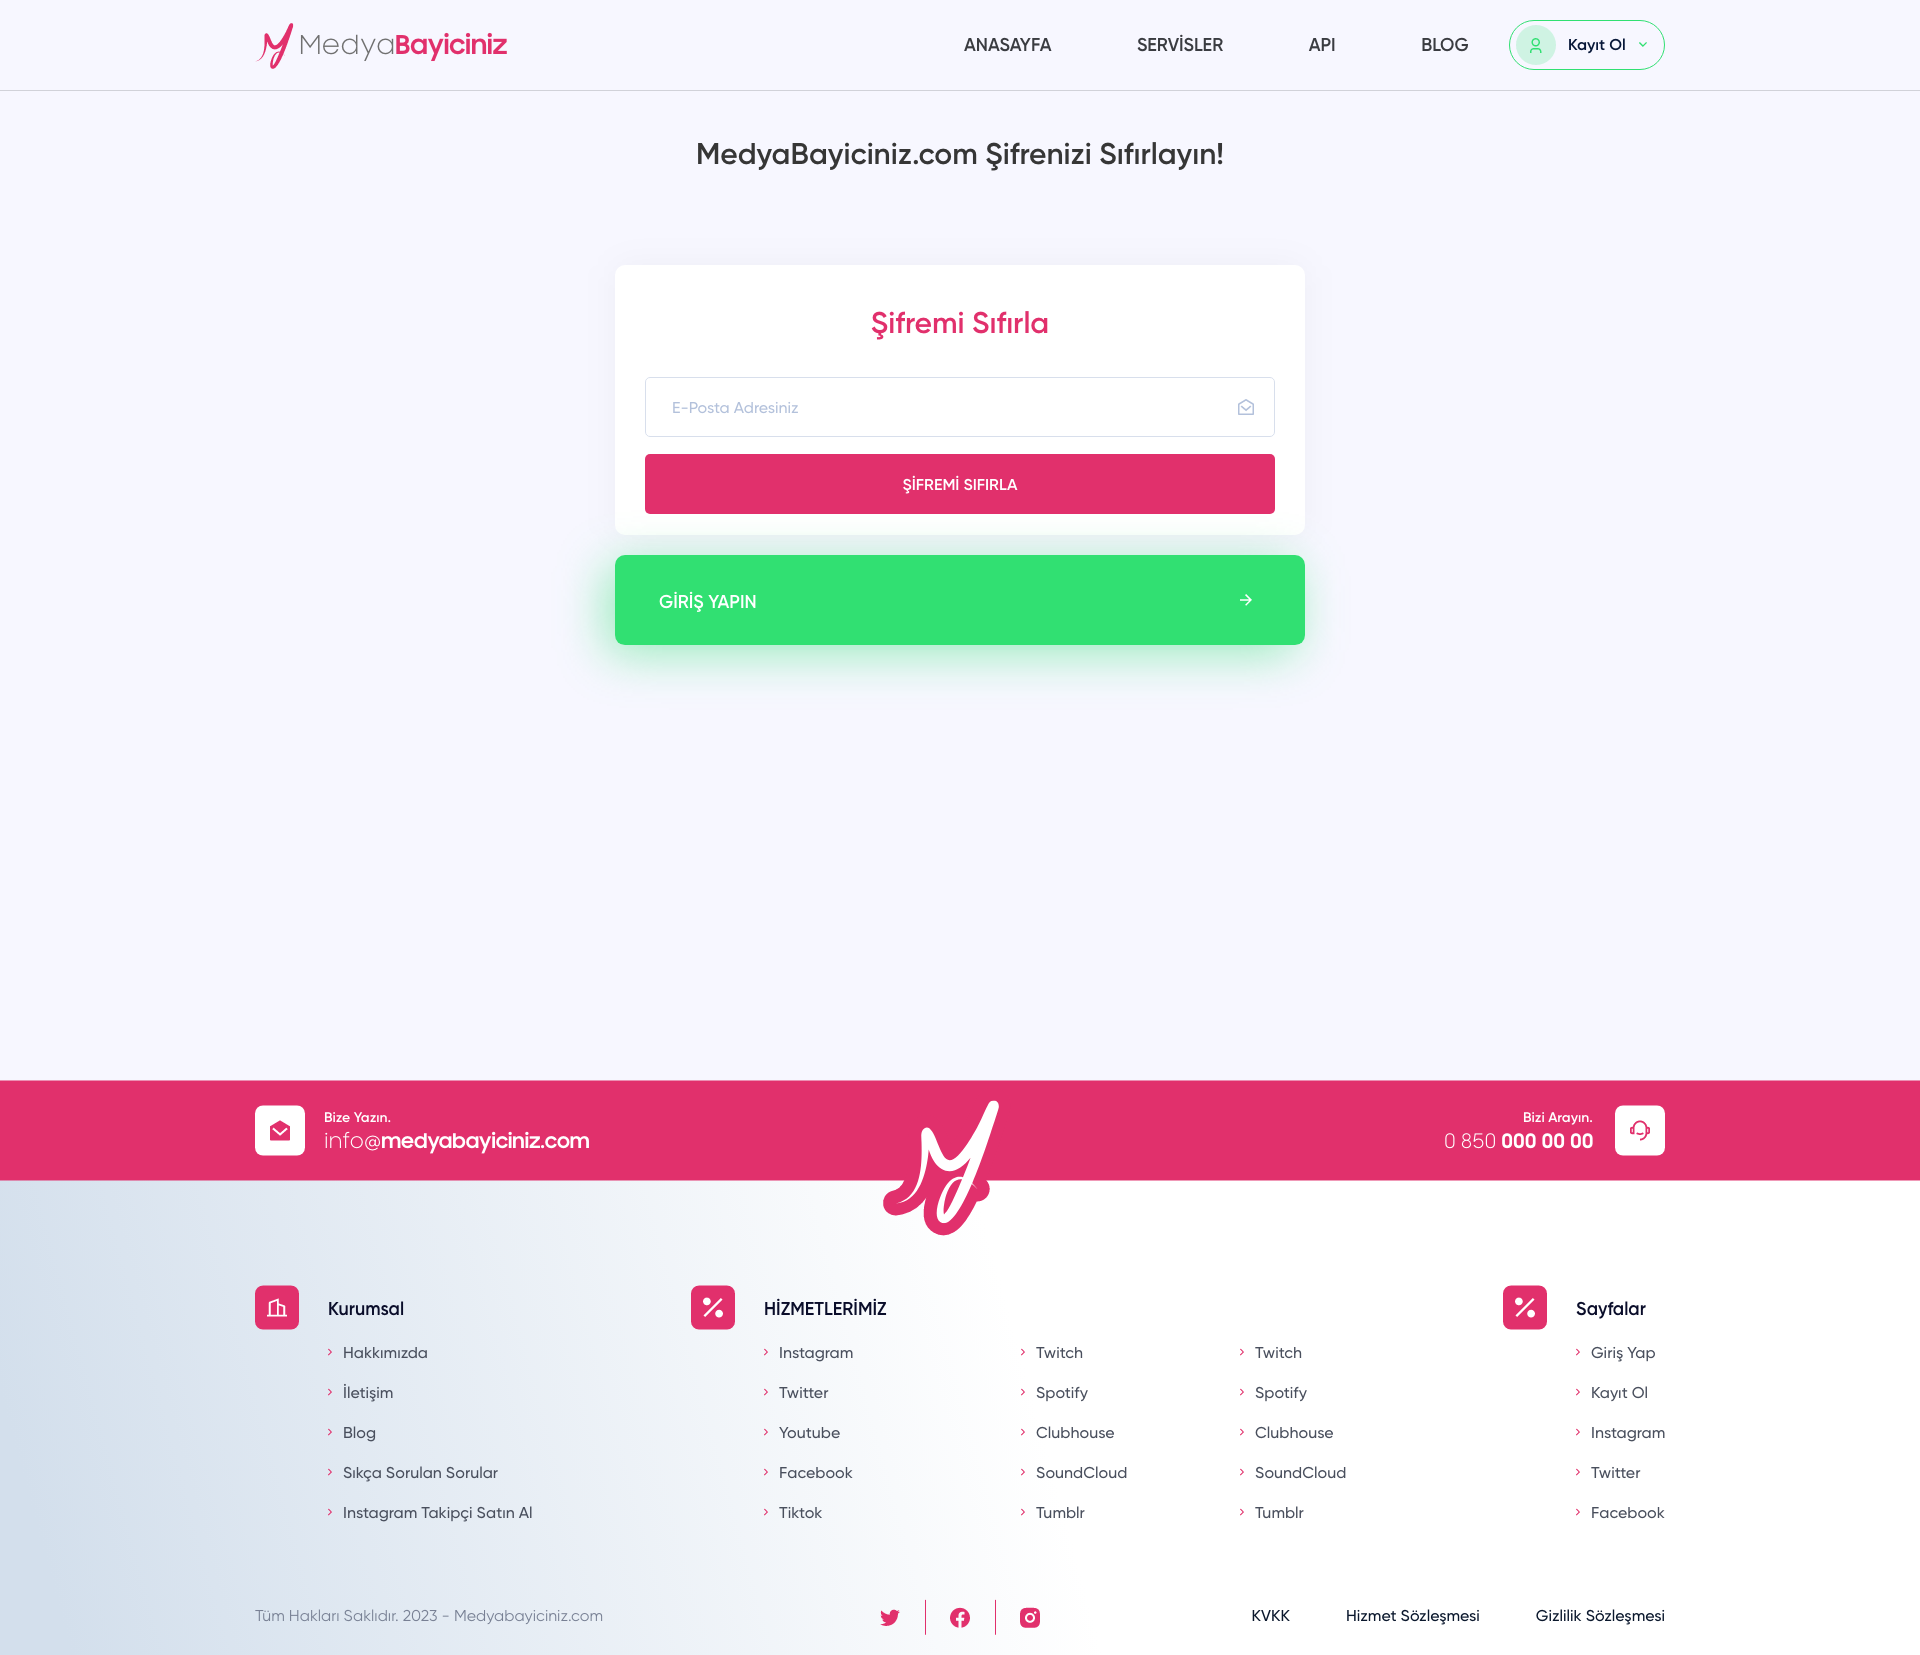 MedyaBayiciniz
ANASAYFA
SERVİSLER
API
BLOG
Kayıt Ol
MedyaBayiciniz.com Şifrenizi Sıfırlayın!
Şifremi Sıfırla
E-Posta Adresiniz
ŞİFREMİ SIFIRLA
GİRİŞ YAPIN
Bize Yazın.
info@medyabayiciniz.com
Bizi Arayın.
0 850 000 00 00
Kurumsal
Hakkımızda
İletişim
Blog
Sıkça Sorulan Sorular
Instagram Takipçi Satın Al
HİZMETLERİMİZ
Instagram
Twitter
Youtube
Facebook
Tiktok
Twitch
Spotify
Clubhouse
SoundCloud
Tumblr
Twitch
Spotify
Clubhouse
SoundCloud
Tumblr
Sayfalar
Giriş Yap
Kayıt Ol
Instagram
Twitter
Facebook
Tüm Hakları Saklıdır. 2023 - Medyabayiciniz.com
KVKK
Hizmet Sözleşmesi
Gizlilik Sözleşmesi